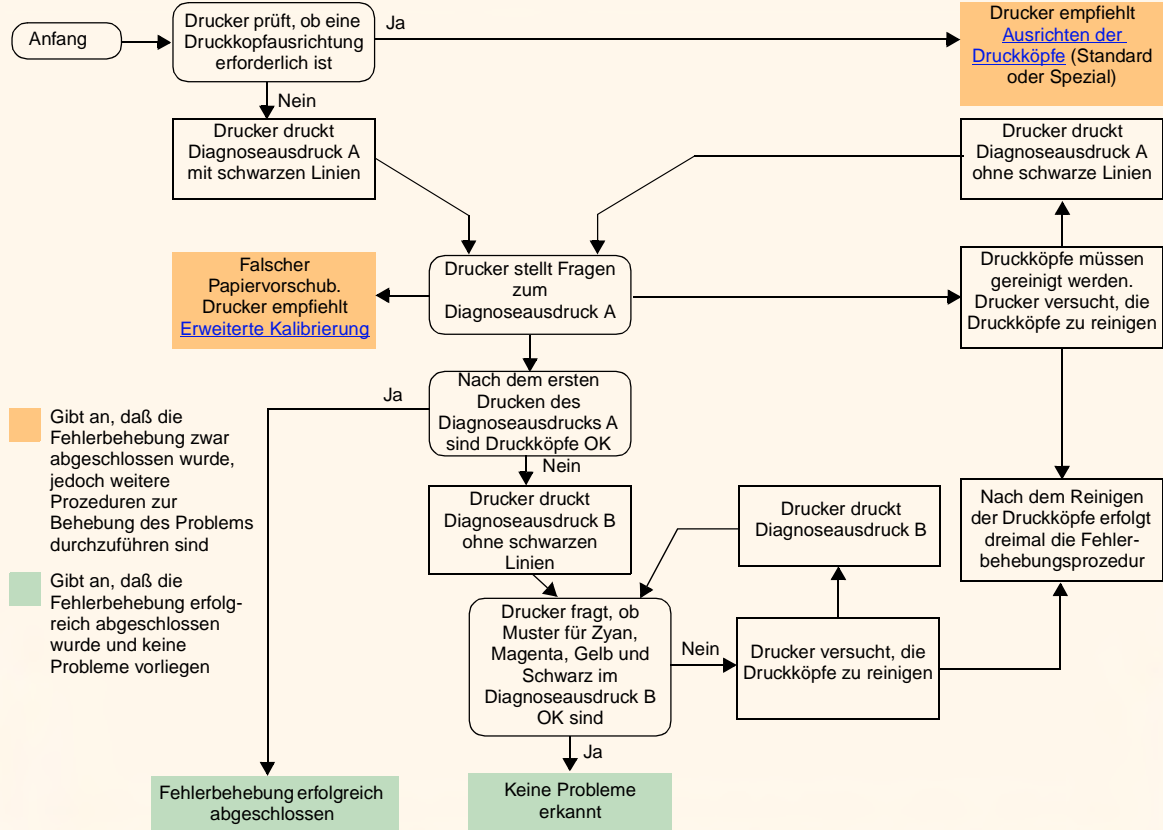 Anfang
Drucker prüft, ob eine
Druckkopfausrichtung
erforderlich ist
Ja
Drucker empfiehlt
Ausrichten der
Druckköpfe (Standard
oder Spezial)
Nein
Drucker druckt
Diagnoseausdruck A
mit schwarzen Linien
Drucker druckt
Diagnoseausdruck A
ohne schwarze Linien
Falscher
Papiervorschub.
Drucker empfiehlt
Erweiterte Kalibrierung
Drucker stellt Fragen
zum
Diagnoseausdruck A
Druckköpfe müssen
gereinigt werden.
Drucker versucht, die
Druckköpfe zu reinigen
Ja
Nach dem ersten
Drucken des
Diagnoseausdrucks A
sind Druckköpfe OK
Nein
Gibt an, daß die
Fehlerbehebung zwar
abgeschlossen wurde,
jedoch weitere
Prozeduren zur
Behebung des Problems
durchzuführen sind
Drucker druckt
Diagnoseausdruck B
ohne schwarzen
Linien
Drucker druckt
Diagnoseausdruck B
Nach dem Reinigen
der Druckköpfe erfolgt
dreimal die Fehler-
behebungsprozedur
Gibt an, daß die
Fehlerbehebung erfolg-
reich abgeschlossen
wurde und keine
Probleme vorliegen
Drucker fragt, ob
Muster für Zyan,
Magenta, Gelb und
Schwarz im
Diagnoseausdruck B
OK sind
Nein
Drucker versucht, die
Druckköpfe zu reinigen
Ja
Fehlerbehebung erfolgreich
abgeschlossen
Keine Probleme
erkannt